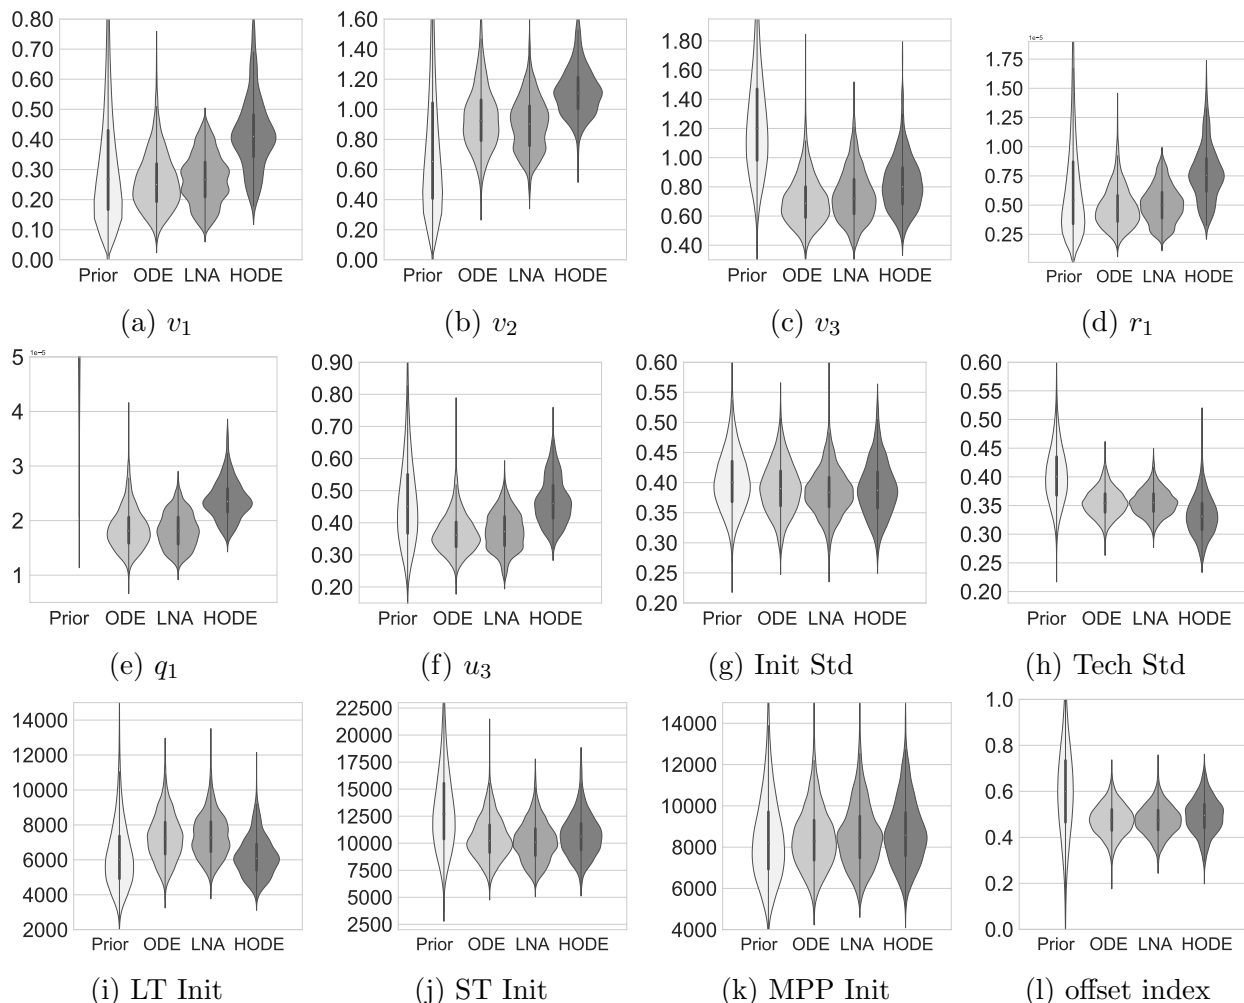 0.80 0.70 0.60 0.50 0.40 0.30 0.20 0.10 0.00
Prior ODE LNA HODE
(a) v₁
1.60 1.40 1.20 1.00 0.80 0.60 0.40 0.20 0.00
Prior ODE LNA HODE
(b) v₂
1.80 1.60 1.40 1.20 1.00 0.80 0.60 0.40
Prior ODE LNA HODE
(c) v₃
1e−5
1.75 1.50 1.25 1.00 0.75 0.50 0.25
Prior ODE LNA HODE
(d) r₁
1e−5
5 4 3 2 1
Prior ODE LNA HODE
(e) q₁
0.90 0.80 0.70 0.60 0.50 0.40 0.30 0.20
Prior ODE LNA HODE
(f) u₃
0.60 0.55 0.50 0.45 0.40 0.35 0.30 0.25 0.20
Prior ODE LNA HODE
(g) Init Std
0.60 0.55 0.50 0.45 0.40 0.35 0.30 0.25 0.20
Prior ODE LNA HODE
(h) Tech Std
14000 12000 10000 8000 6000 4000 2000
Prior ODE LNA HODE
(i) LT Init
22500 20000 17500 15000 12500 10000 7500 5000 2500
Prior ODE LNA HODE
(j) ST Init
14000 12000 10000 8000 6000 4000
Prior ODE LNA HODE
(k) MPP Init
1.0 0.8 0.6 0.4 0.2 0.0
Prior ODE LNA HODE
(l) offset index